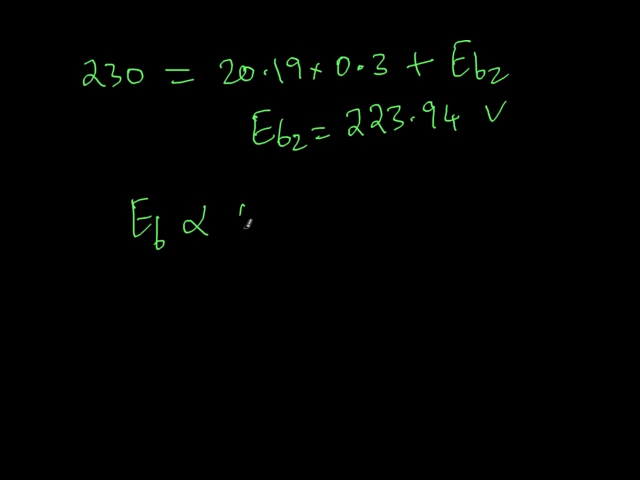 230 = 20.19 × 0.3 + Eb2
Eb2 = 223.94 V
Eb ∝